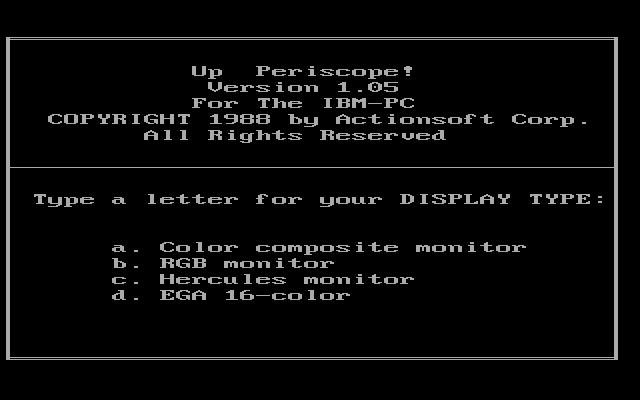 Up Periscope!
Version 1.05
For The IBM-PC
COPYRIGHT 1988 by Actionsoft Corp.
All Rights Reserved
Type a letter for your DISPLAY TYPE:
a. Color composite monitor
b. RGB monitor
c. Hercules monitor
d. EGA 16-color